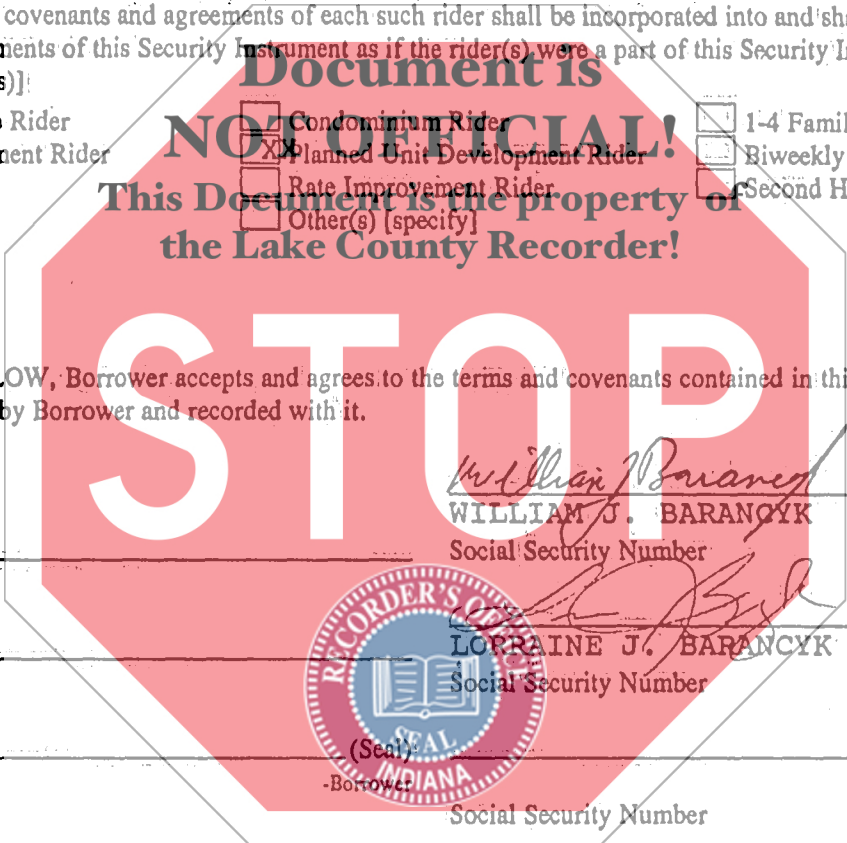 covenants and agreements of each such rider shall be incorporated into and sh
ments of this Security Instrument as if the rider(s) were a part of this Security I
s)]
Document is
Rider Condominium Rider 1-4 Famil
NOT OFFICIAL!
nent Rider XX Planned Unit Development Rider Biweekly
Rate Improvement Rider Second H
This Document is the property of
Other(s) [specify]
the Lake County Recorder!
STOP
LOW, Borrower accepts and agrees to the terms and covenants contained in thi
by Borrower and recorded with it.
William J Barancyk
WILLIAM J. BARANCYK
Social Security Number
LORRAINE J. BARANCYK
Social Security Number
RECORDER'S OFFICE
SEAL
INDIANA
(Seal)
-Borrower
Social Security Number